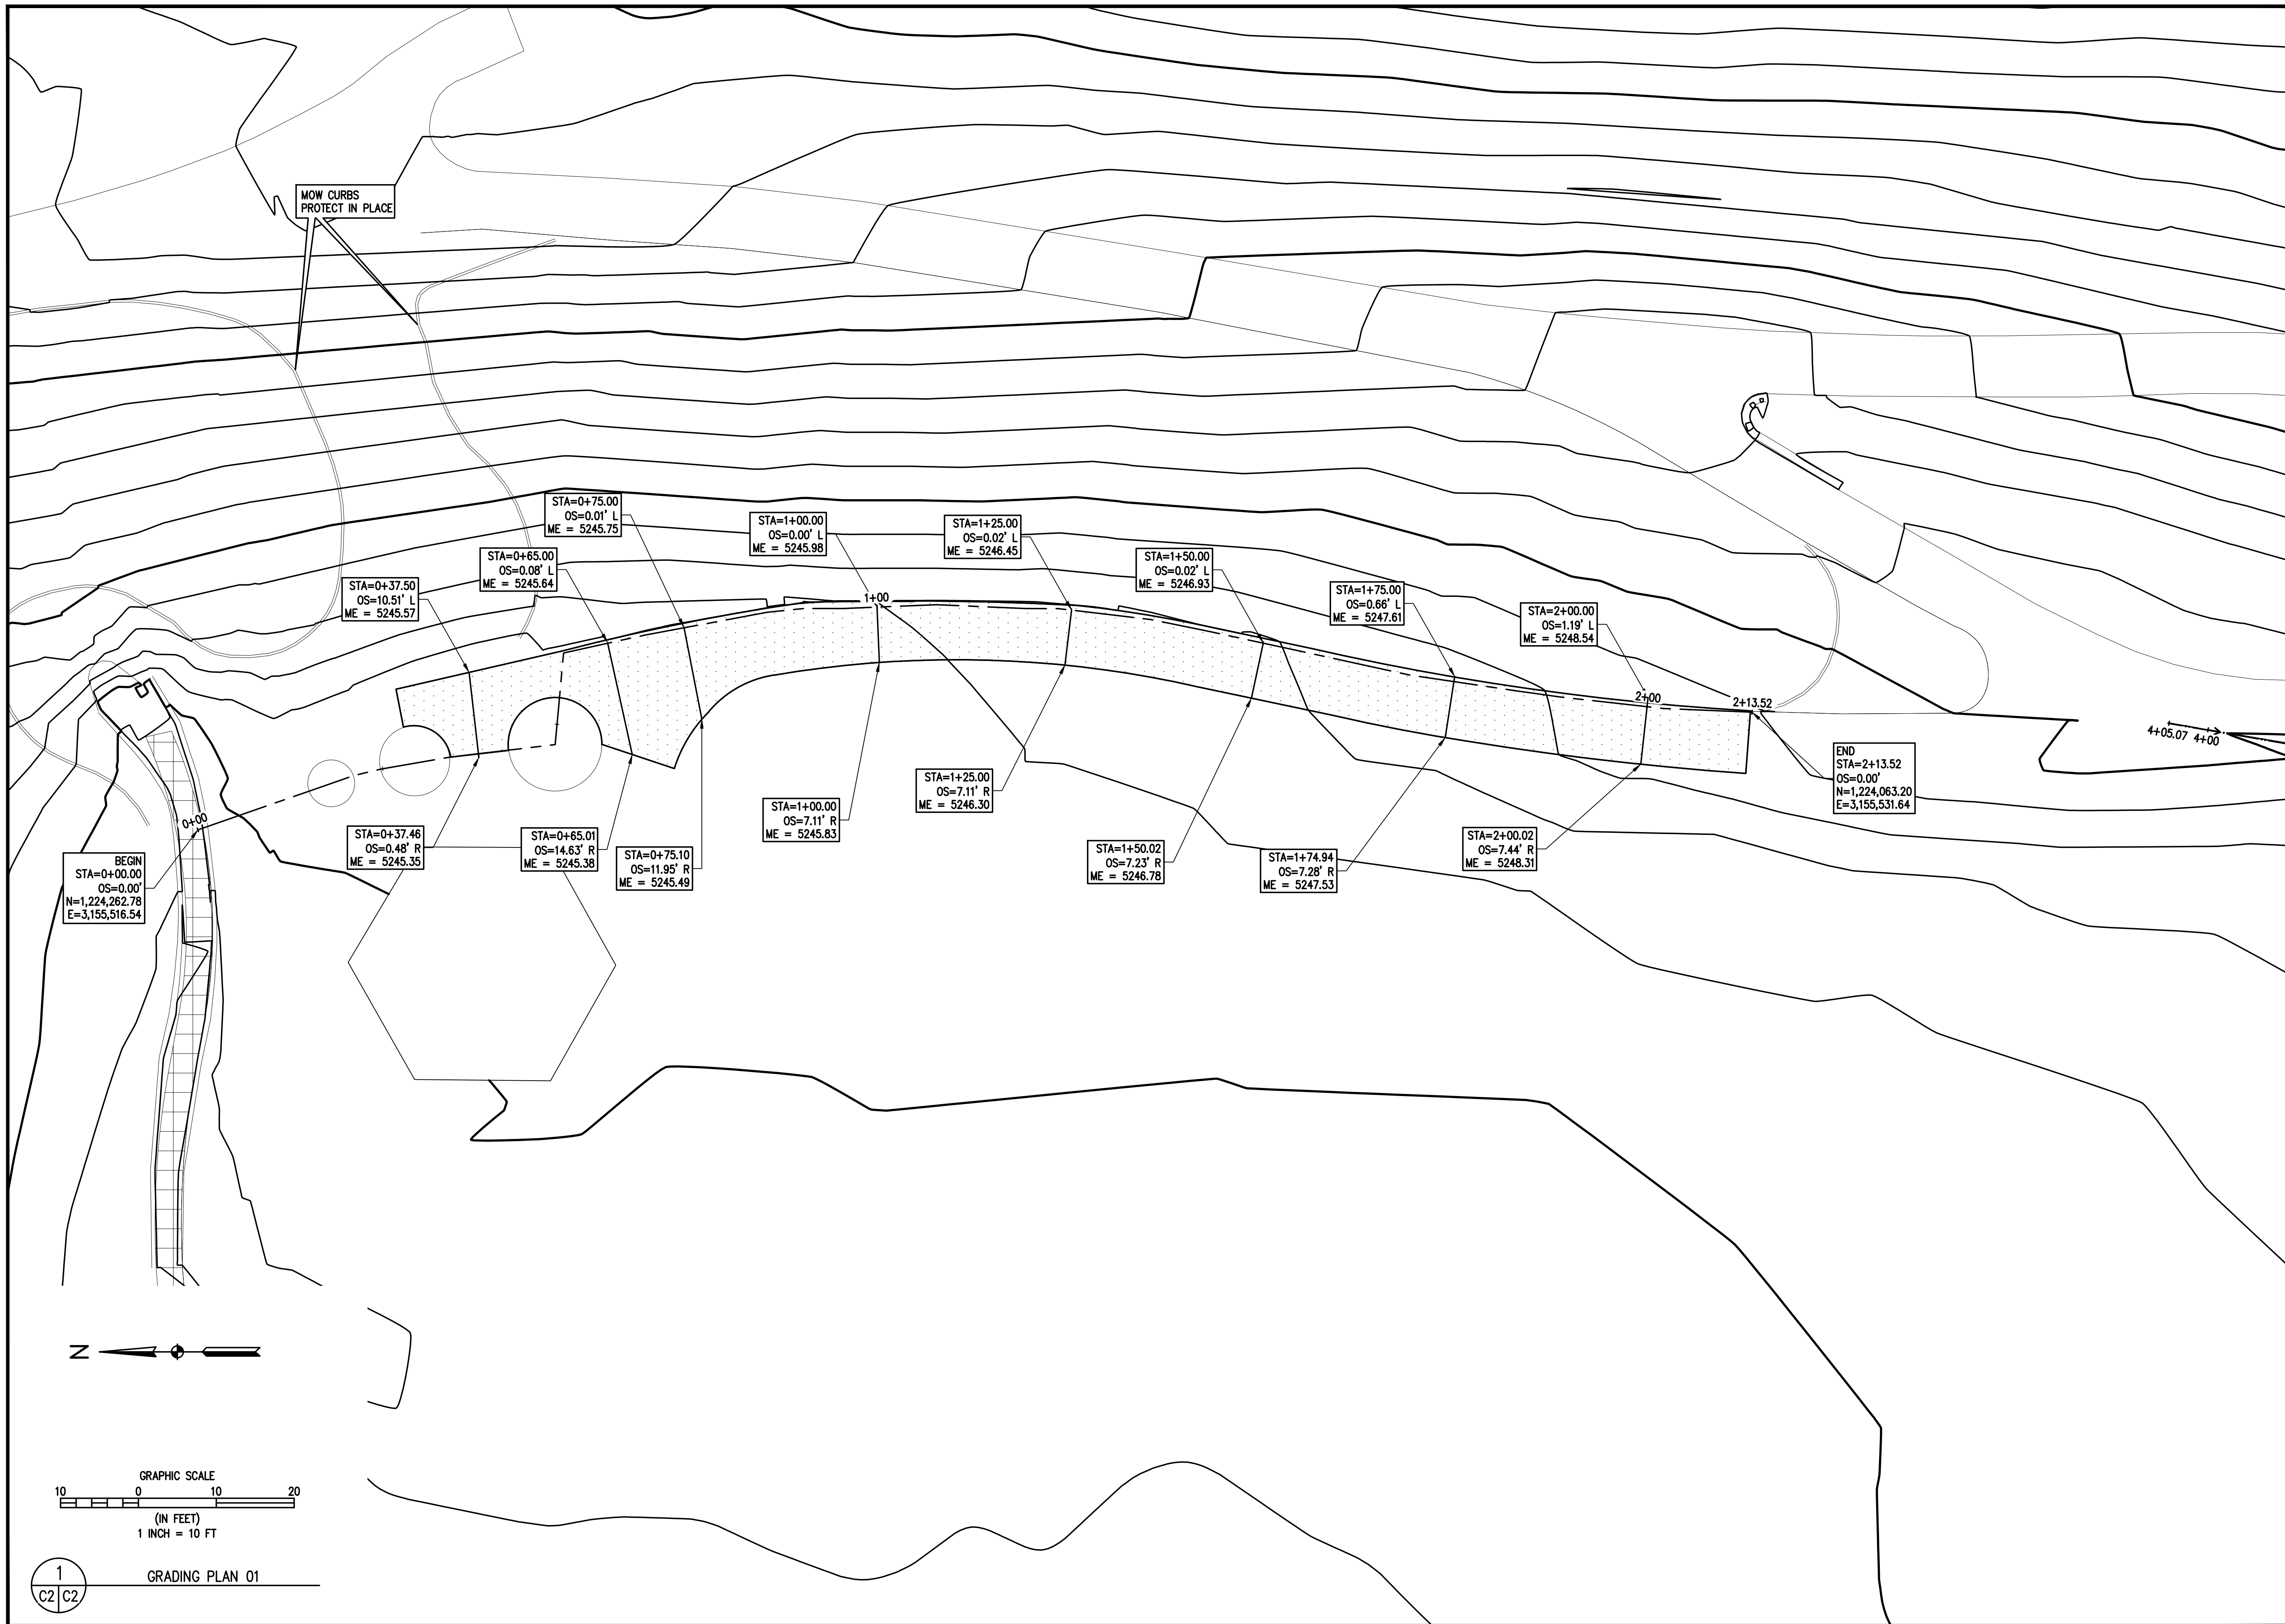 MOW CURBS
PROTECT IN PLACE
STA=0+75.00
OS=0.01' L
ME = 5245.75
STA=1+00.00
OS=0.00' L
ME = 5245.98
STA=1+25.00
OS=0.02' L
ME = 5246.45
STA=0+65.00
OS=0.08' L
ME = 5245.64
STA=1+50.00
OS=0.02' L
ME = 5246.93
STA=0+37.50
OS=10.51' L
ME = 5245.57
STA=1+75.00
OS=0.66' L
ME = 5247.61
STA=2+00.00
OS=1.19' L
ME = 5248.54
1+00
2+00
2+13.52
4+05.07 4+00
END
STA=2+13.52
OS=0.00'
N=1,224,063.20
E=3,155,531.64
0+00
STA=1+25.00
OS=7.11' R
ME = 5246.30
STA=1+00.00
OS=7.11' R
ME = 5245.83
STA=0+37.46
OS=0.48' R
ME = 5245.35
STA=0+65.01
OS=14.63' R
ME = 5245.38
STA=0+75.10
OS=11.95' R
ME = 5245.49
STA=1+50.02
OS=7.23' R
ME = 5246.78
STA=1+74.94
OS=7.28' R
ME = 5247.53
STA=2+00.02
OS=7.44' R
ME = 5248.31
BEGIN
STA=0+00.00
OS=0.00'
N=1,224,262.78
E=3,155,516.54
N
GRAPHIC SCALE
10 0 10 20
(IN FEET)
1 INCH = 10 FT
1
C2 C2
GRADING PLAN 01